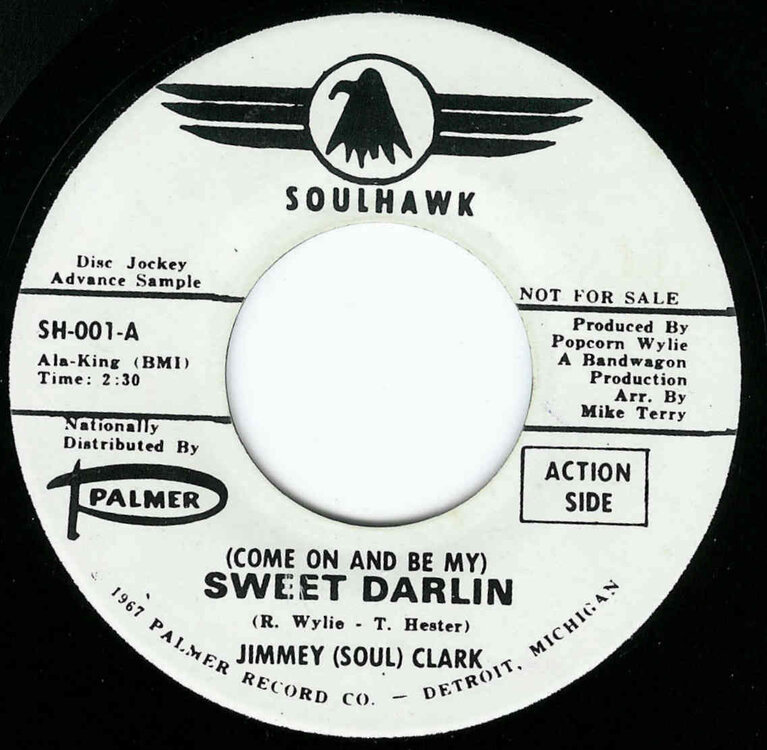 SOULHAWK
Disc Jockey
Advance Sample
SH-001-A
Ala-King (BMI)
Time: 2:30
Nationally
Distributed By
PALMER
NOT FOR SALE
Produced By
Popcorn Wylie
A Bandwagon
Production
Arr. By
Mike Terry
ACTION
SIDE
(COME ON AND BE MY)
SWEET DARLIN
(R. Wylie - T. Hester)
JIMMEY (SOUL) CLARK
1967 PALMER RECORD CO. — DETROIT, MICHIGAN